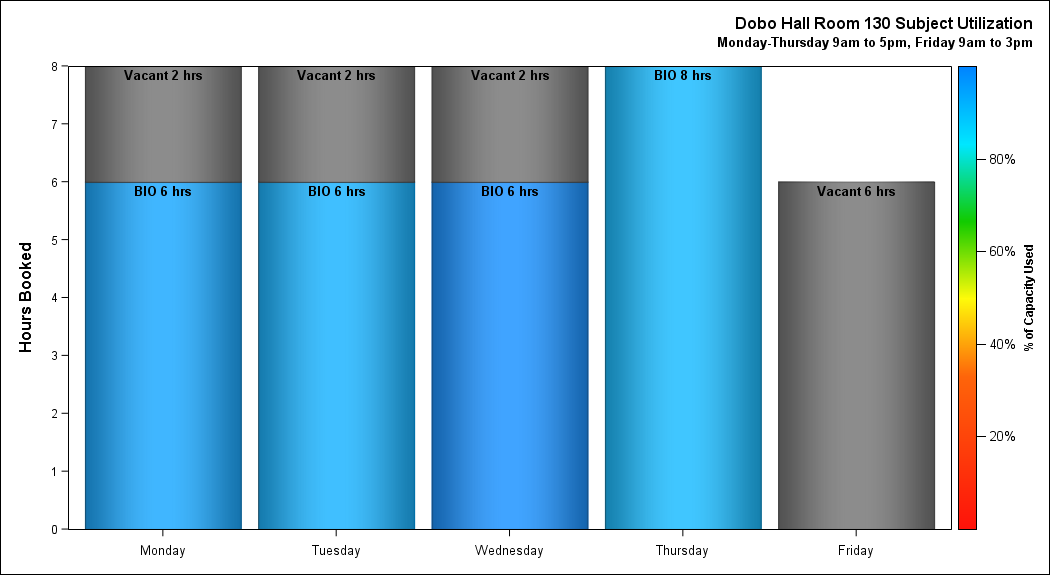 Dobo Hall Room 130 Subject Utilization
Monday-Thursday 9am to 5pm, Friday 9am to 3pm
Hours Booked
8
7
6
5
4
3
2
1
0
Vacant 2 hrs
BIO 6 hrs
Vacant 2 hrs
BIO 6 hrs
Vacant 2 hrs
BIO 6 hrs
BIO 8 hrs
Vacant 6 hrs
Monday
Tuesday
Wednesday
Thursday
Friday
80%
60%
40%
20%
% of Capacity Used